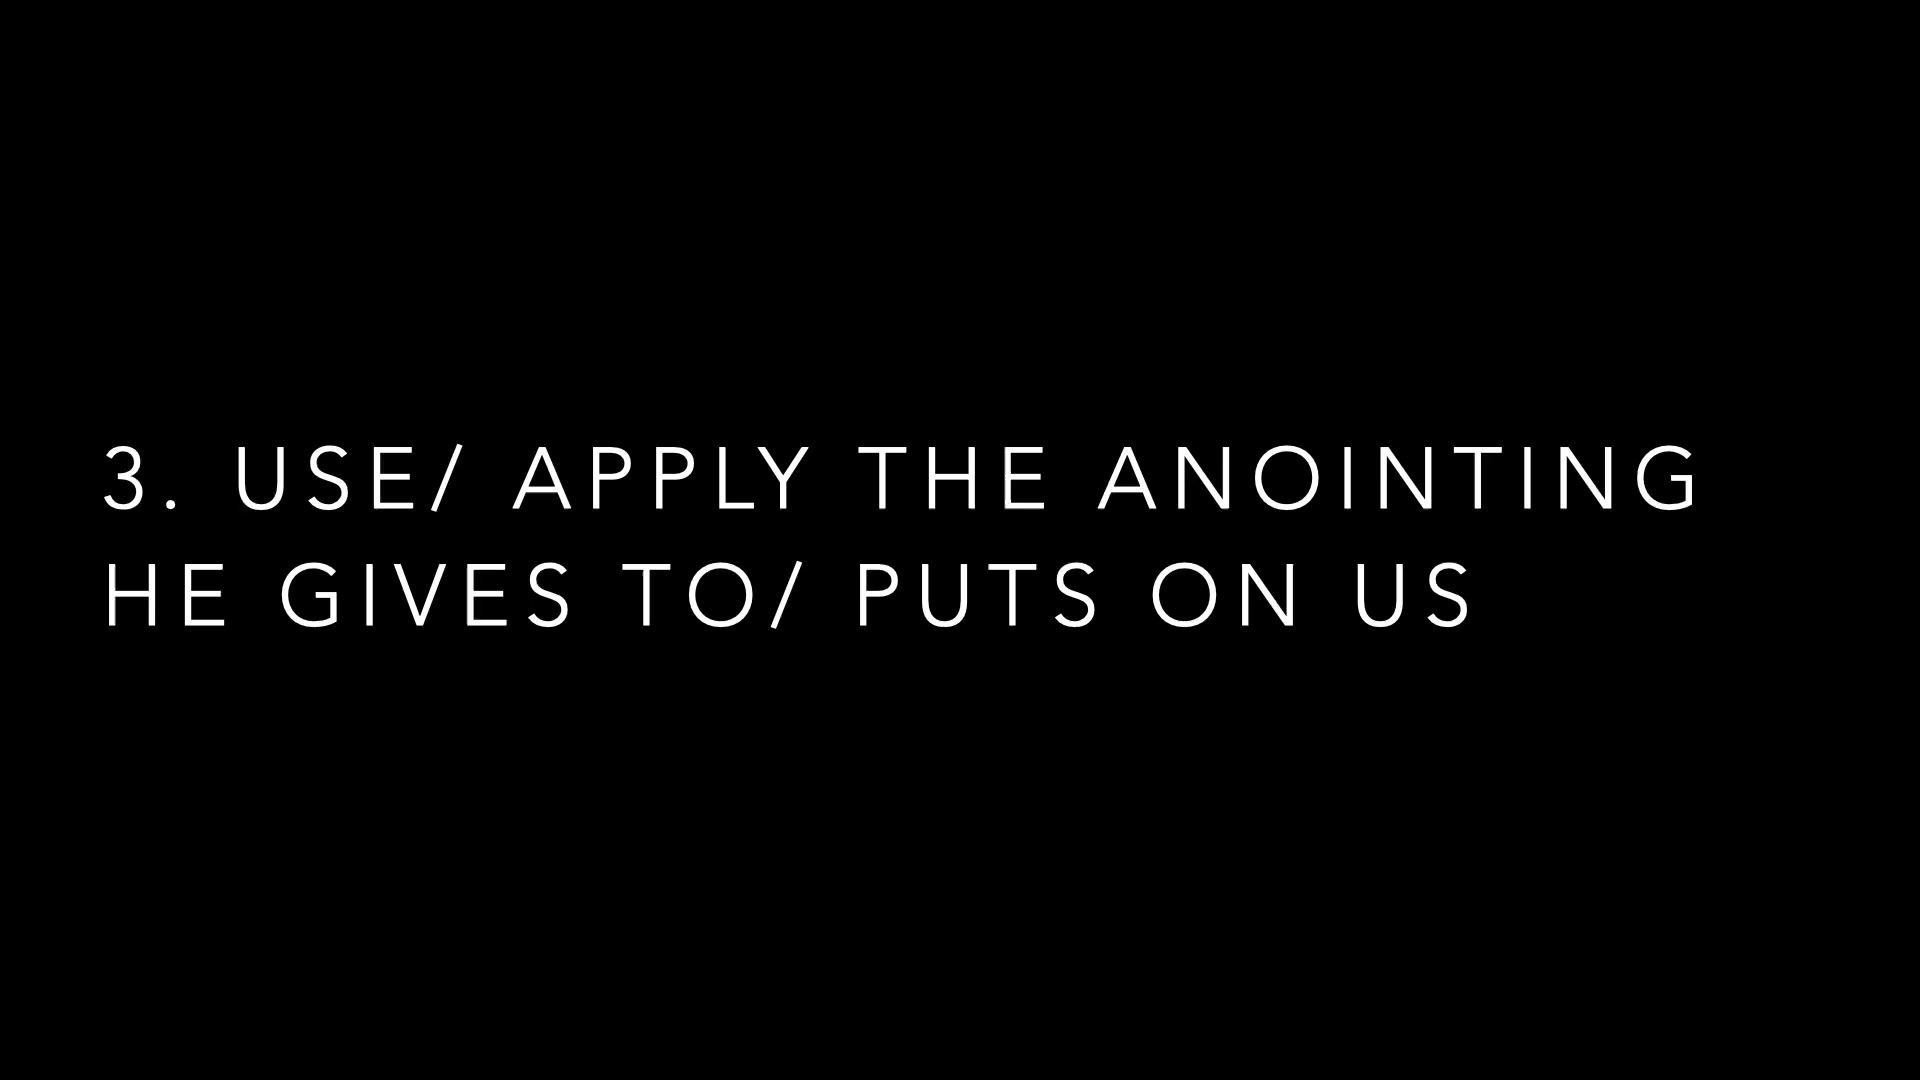 3. USE/ APPLY THE ANOINTING
HE GIVES TO/ PUTS ON US